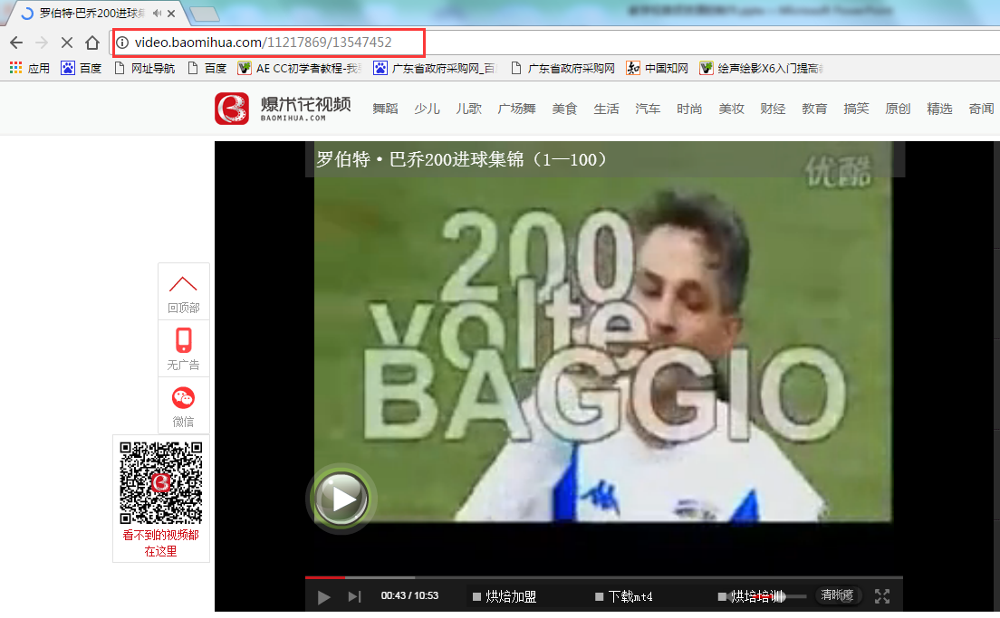 罗伯特·巴乔200进球集
video.baomihua.com/11217869/13547452
应用 百度 网址导航 百度 AE CC初学者教程-我 广东省政府采购网_百 广东省政府采购网 中国知网 绘声绘影X6入门提高
爆米花视频
BAOMIHUA.COM
舞蹈 少儿 儿歌 广场舞 美食 生活 汽车 时尚 美妆 财经 教育 搞笑 原创 精选 奇闻
罗伯特·巴乔200进球集锦（1—100）
优酷
200
volte
BAGGIO
回顶部
无广告
微信
看不到的视频都
在这里
00:43 / 10:53 烘焙加盟 下载mt4 烘培培训 清晰度